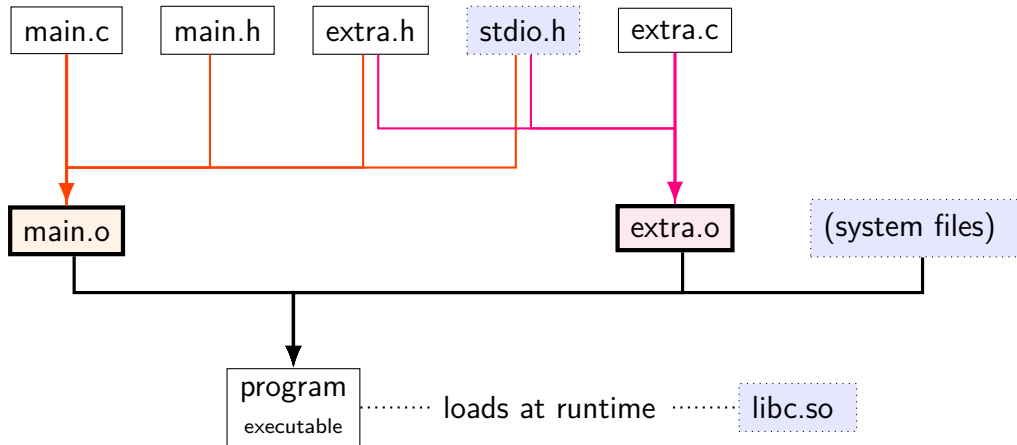 main.c
main.h
extra.h
stdio.h
extra.c
main.o
extra.o
(system files)
program
executable
loads at runtime
libc.so